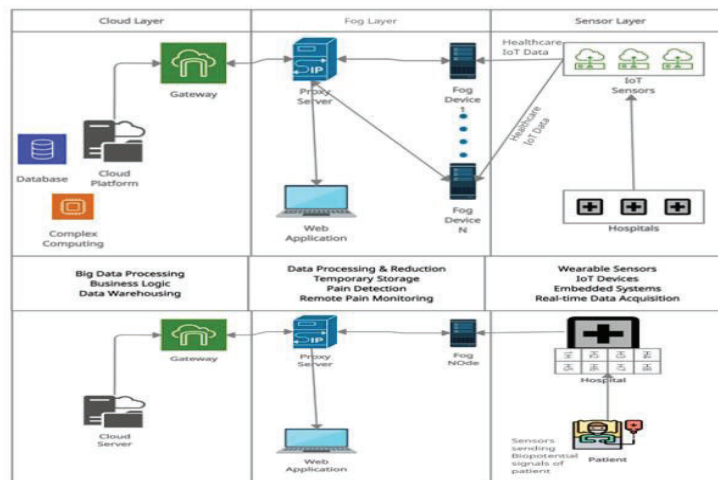 Cloud Layer
Fog Layer
Sensor Layer
Healthcare
IoT Data
IoT
Sensors
Gateway
SIP
Proxy
Server
Fog
Device
1
Healthcare
IoT Data
Database
Cloud
Platform
Complex
Computing
Web
Application
Fog
Device
N
Hospitals
Big Data Processing
Business Logic
Data Warehousing
Data Processing & Reduction
Temporary Storage
Pain Detection
Remote Pain Monitoring
Wearable Sensors
IoT Devices
Embedded Systems
Real-time Data Acquisition
Gateway
SIP
Proxy
Server
Fog
NOde
Hospital
Cloud
Server
Web
Application
Sensors
sending
Biopotential
signals of
patient
Patient